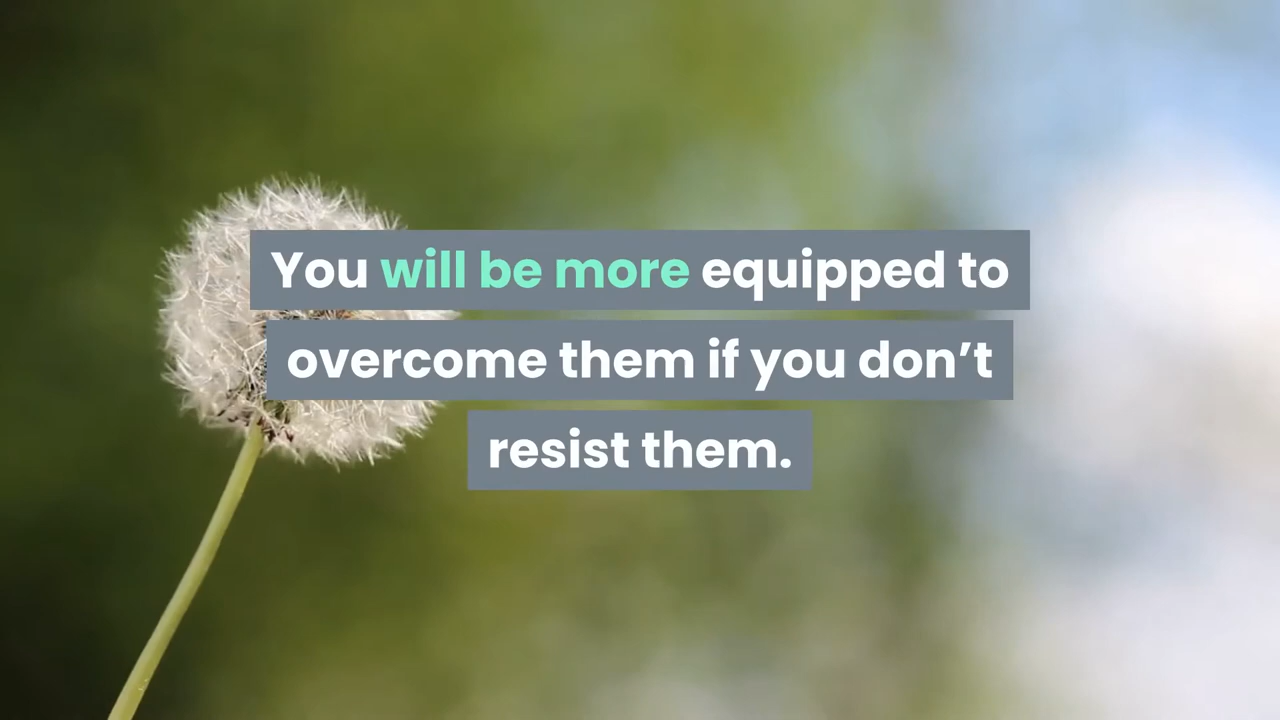 You will be more equipped to
overcome them if you don’t
resist them.